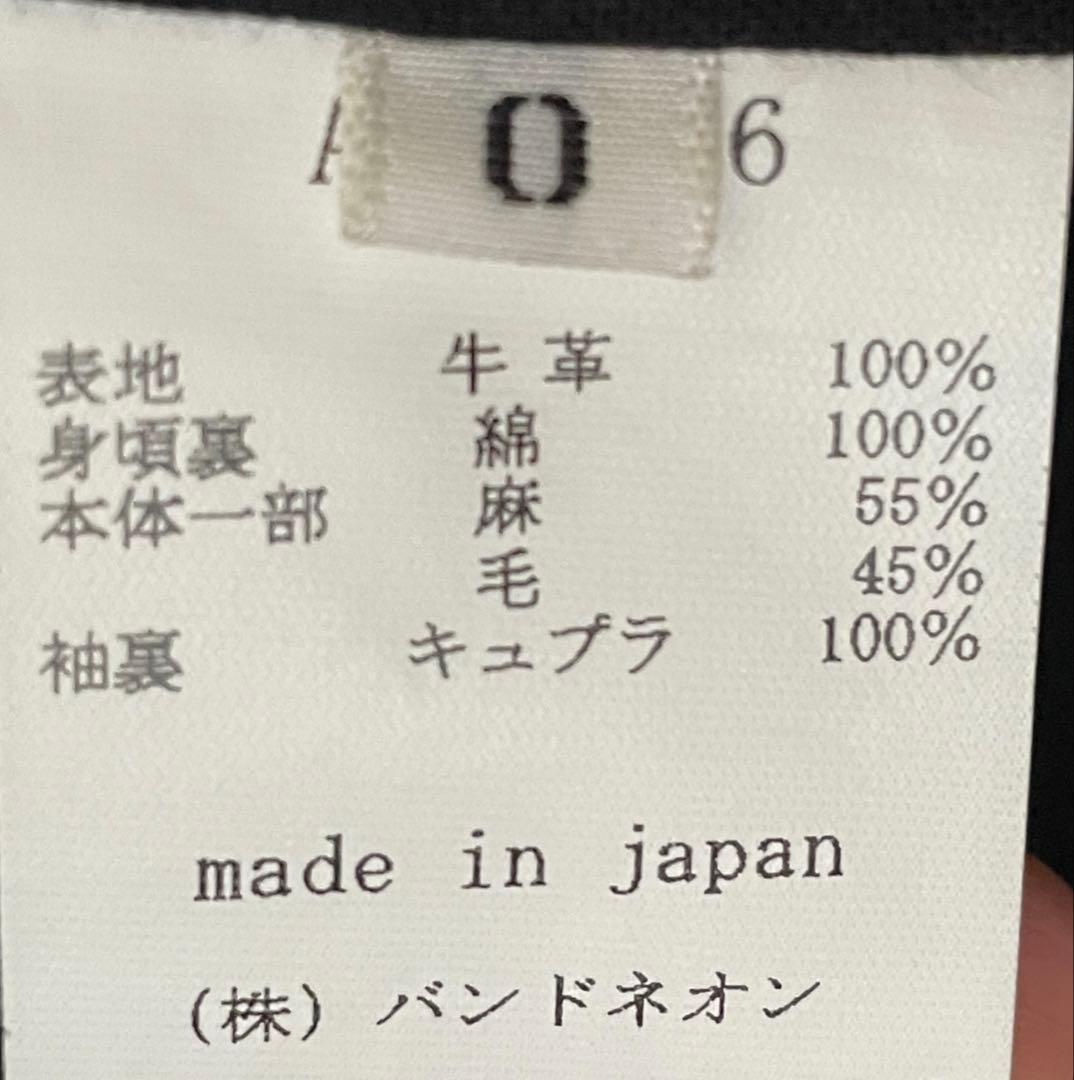 0 6
表地 牛革 100%
身頃裏 綿 100%
本体一部 麻 55%
毛 45%
袖裏 キュプラ 100%
made in japan
(株)バンドネオン